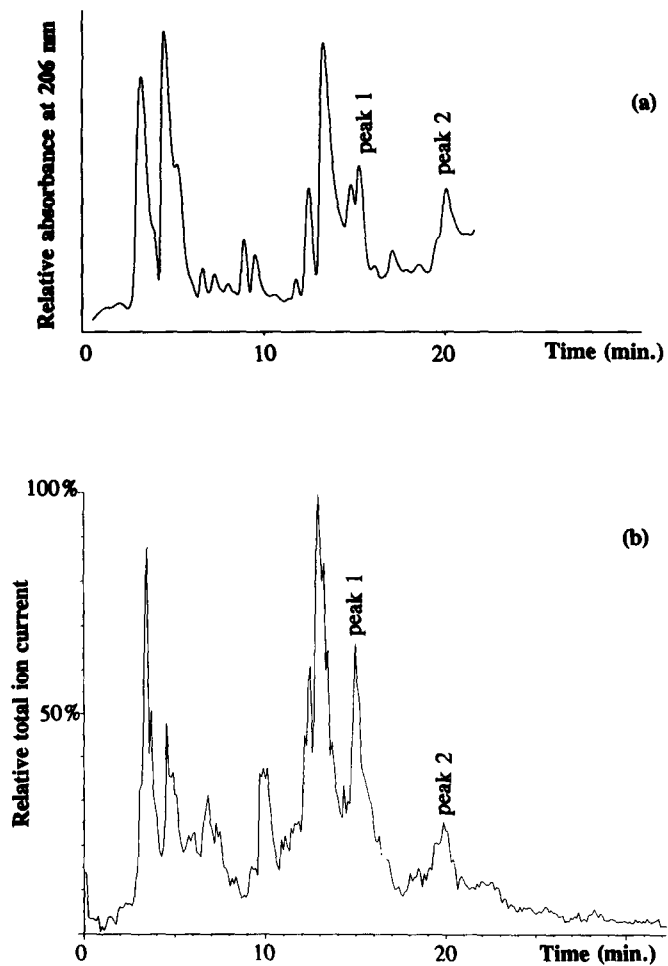 Relative absorbance at 206 nm
(a)
peak 1
peak 2
0
10
20
Time (min.)
100%
(b)
Relative total ion current
peak 1
50%
peak 2
0
10
20
Time (min.)